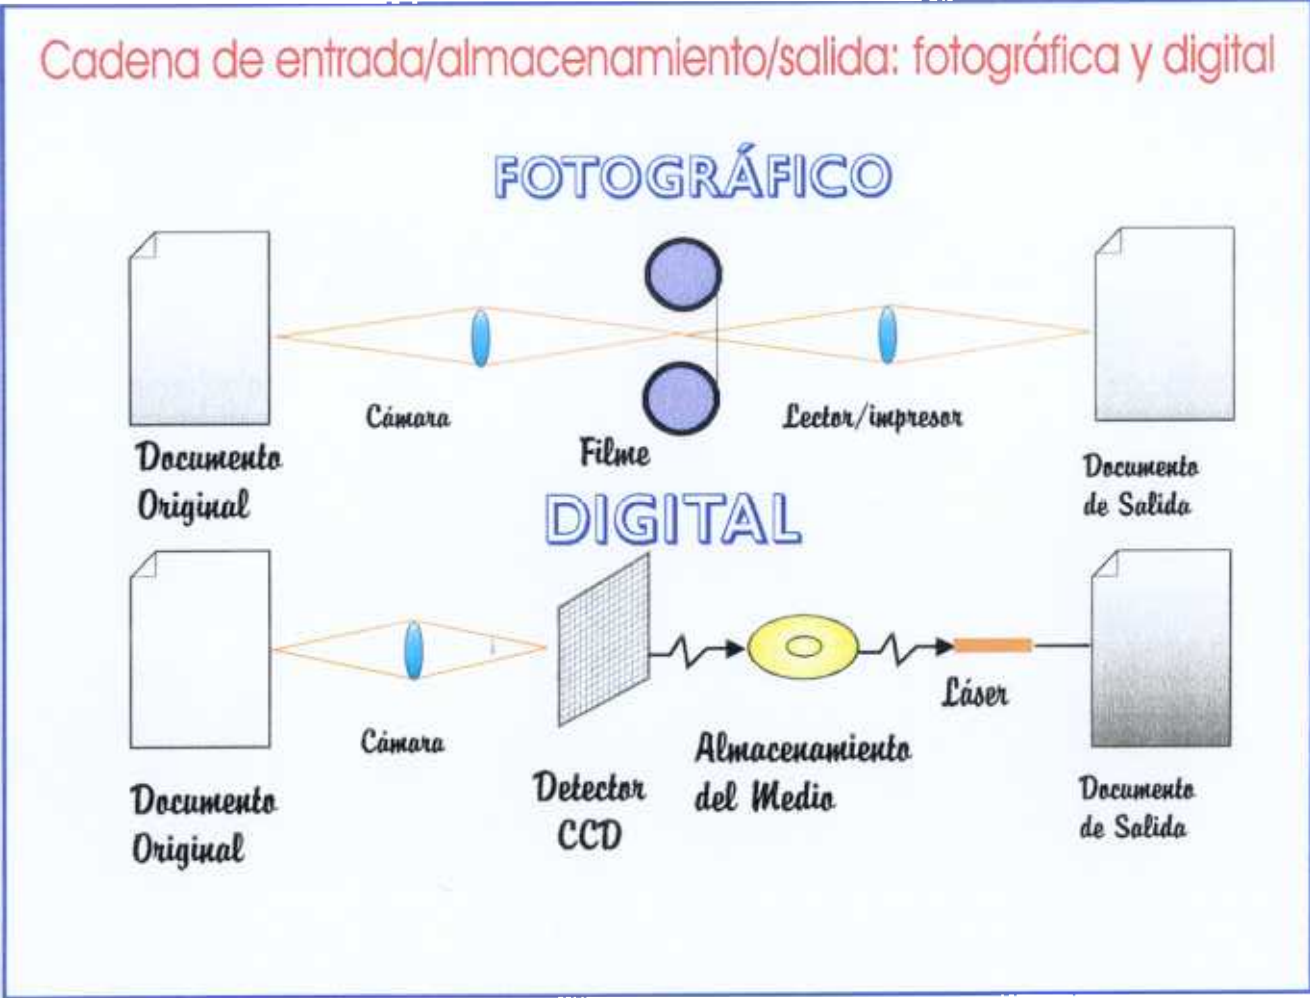 Cadena de entrada/almacenamiento/salida: fotográfica y digital
FOTOGRÁFICO
Cámara
Filme
Lector/impresor
Documento
Original
Documento
de Salida
DIGITAL
Cámara
Detector
CCD
Almacenamiento
del Medio
Láser
Documento
Original
Documento
de Salida